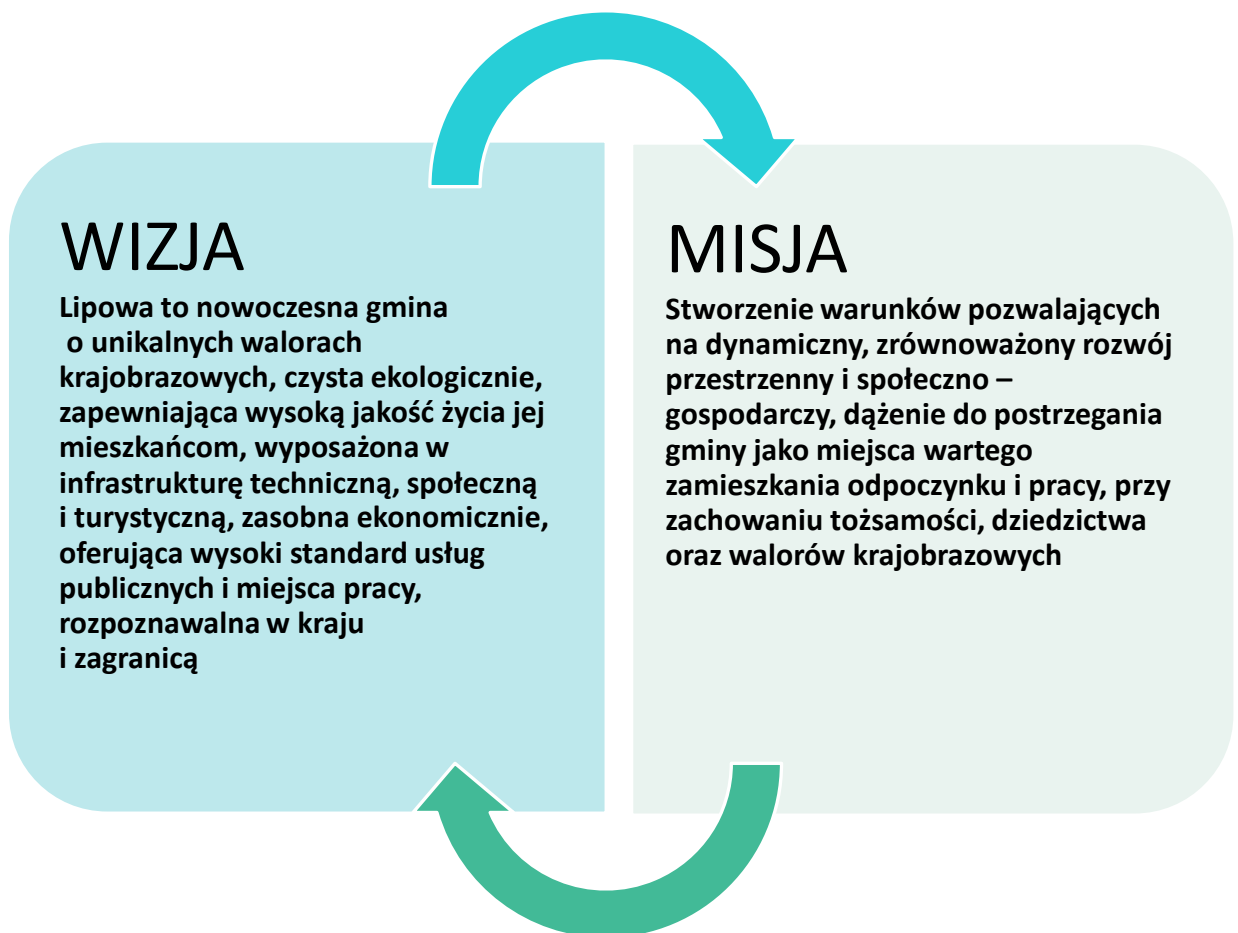 WIZJA
Lipowa to nowoczesna gmina
o unikalnych walorach
krajobrazowych, czysta ekologicznie,
zapewniająca wysoką jakość życia jej
mieszkańcom, wyposażona w
infrastrukturę techniczną, społeczną
i turystyczną, zasobna ekonomicznie,
oferująca wysoki standard usług
publicznych i miejsca pracy,
rozpoznawalna w kraju
i zagranicą
MISJA
Stworzenie warunków pozwalających
na dynamiczny, zrównoważony rozwój
przestrzenny i społeczno –
gospodarczy, dążenie do postrzegania
gminy jako miejsca wartego
zamieszkania odpoczynku i pracy, przy
zachowaniu tożsamości, dziedzictwa
oraz walorów krajobrazowych